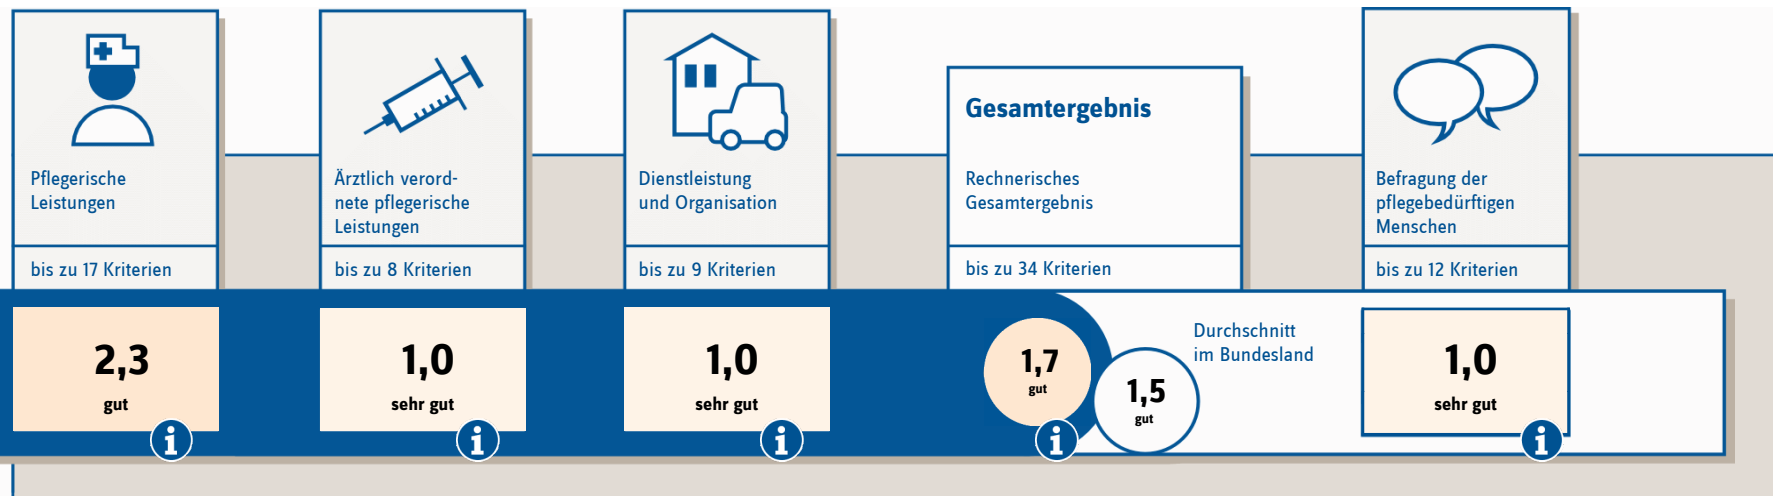 Pflegerische
Leistungen
bis zu 17 Kriterien
2,3
gut
i
Ärztlich verord-
nete pflegerische
Leistungen
bis zu 8 Kriterien
1,0
sehr gut
i
Dienstleistung
und Organisation
bis zu 9 Kriterien
1,0
sehr gut
i
Gesamtergebnis
Rechnerisches
Gesamtergebnis
bis zu 34 Kriterien
1,7
gut
i
1,5
gut
Durchschnitt
im Bundesland
Befragung der
pflegebedürftigen
Menschen
bis zu 12 Kriterien
1,0
sehr gut
i